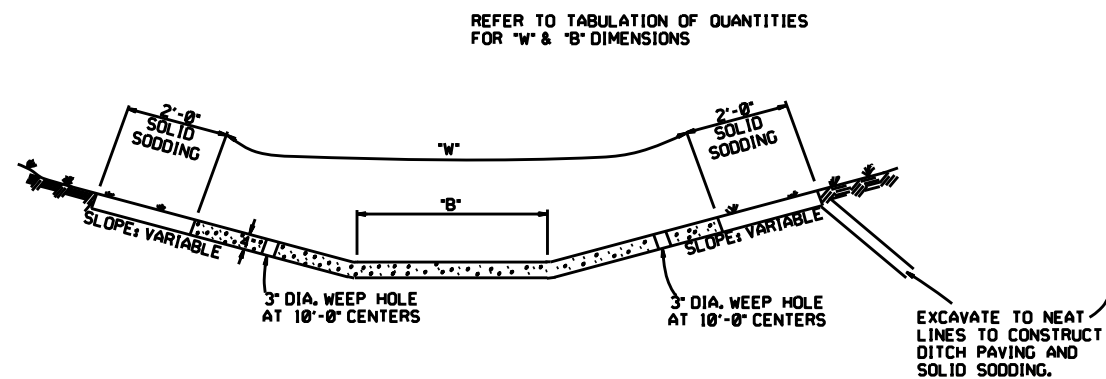 REFER TO TABULATION OF QUANTITIES
FOR "W" & "B" DIMENSIONS
2'-0"
SOLID
SODDING
2'-0"
SOLID
SODDING
"W"
"B"
SLOPE: VARIABLE
4"
SLOPE: VARIABLE
3" DIA. WEEP HOLE
AT 10'-0" CENTERS
3" DIA. WEEP HOLE
AT 10'-0" CENTERS
EXCAVATE TO NEAT
LINES TO CONSTRUCT
DITCH PAVING AND
SOLID SODDING.